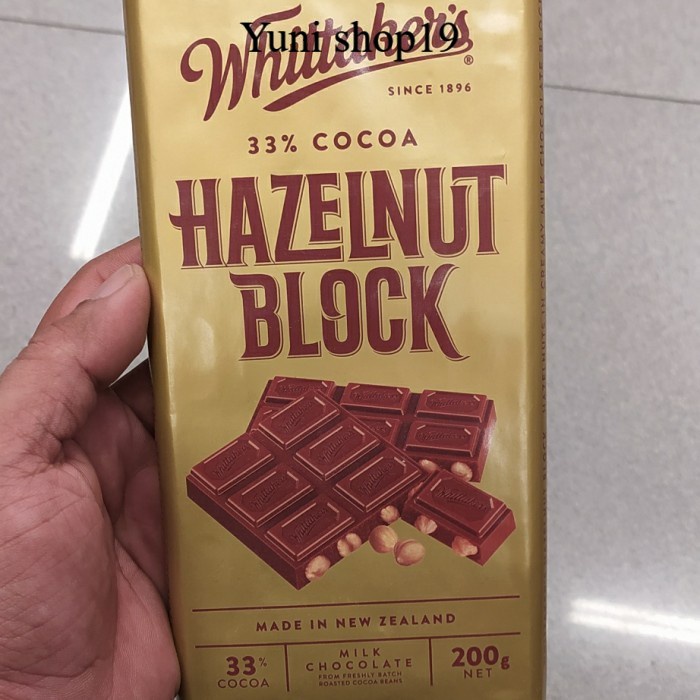 Yuni shop19
Whittaker's®
SINCE 1896
33% COCOA
HAZELNUT
BLOCK
MADE IN NEW ZEALAND
33%
COCOA
MILK
CHOCOLATE
FROM FRESHLY BATCH
ROASTED COCOA BEANS
200g
NET